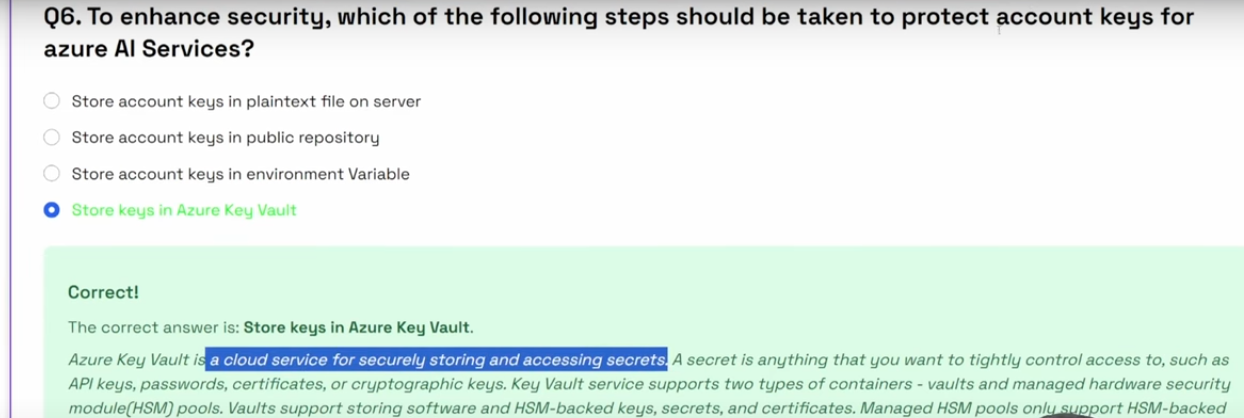 Q6. To enhance security, which of the following steps should be taken to protect account keys for
azure AI Services?
Store account keys in plaintext file on server
Store account keys in public repository
Store account keys in environment Variable
Store keys in Azure Key Vault
Correct!
The correct answer is: Store keys in Azure Key Vault.
Azure Key Vault is a cloud service for securely storing and accessing secrets. A secret is anything that you want to tightly control access to, such as
API keys, passwords, certificates, or cryptographic keys. Key Vault service supports two types of containers - vaults and managed hardware security
module(HSM) pools. Vaults support storing software and HSM-backed keys, secrets, and certificates. Managed HSM pools only support HSM-backed